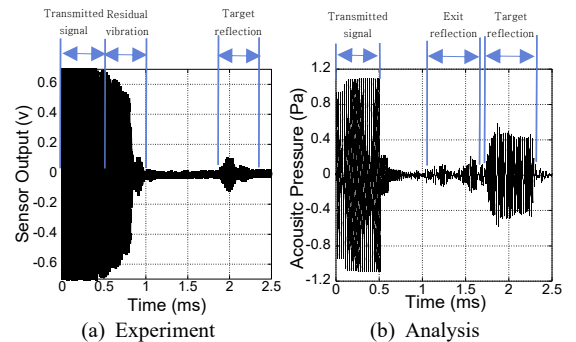 Transmitted signal
Residual vibration
Target reflection
Sensor Output (v)
0.6
0.4
0.2
0
-0.2
-0.4
-0.6
0 0.5 1 1.5 2 2.5
Time (ms)
(a) Experiment
Transmitted signal
Exit reflection
Target reflection
Acousitc Pressure (Pa)
1.2
0.8
0.4
0
-0.4
-0.8
-1.2
0 0.5 1 1.5 2 2.5
Time (ms)
(b) Analysis